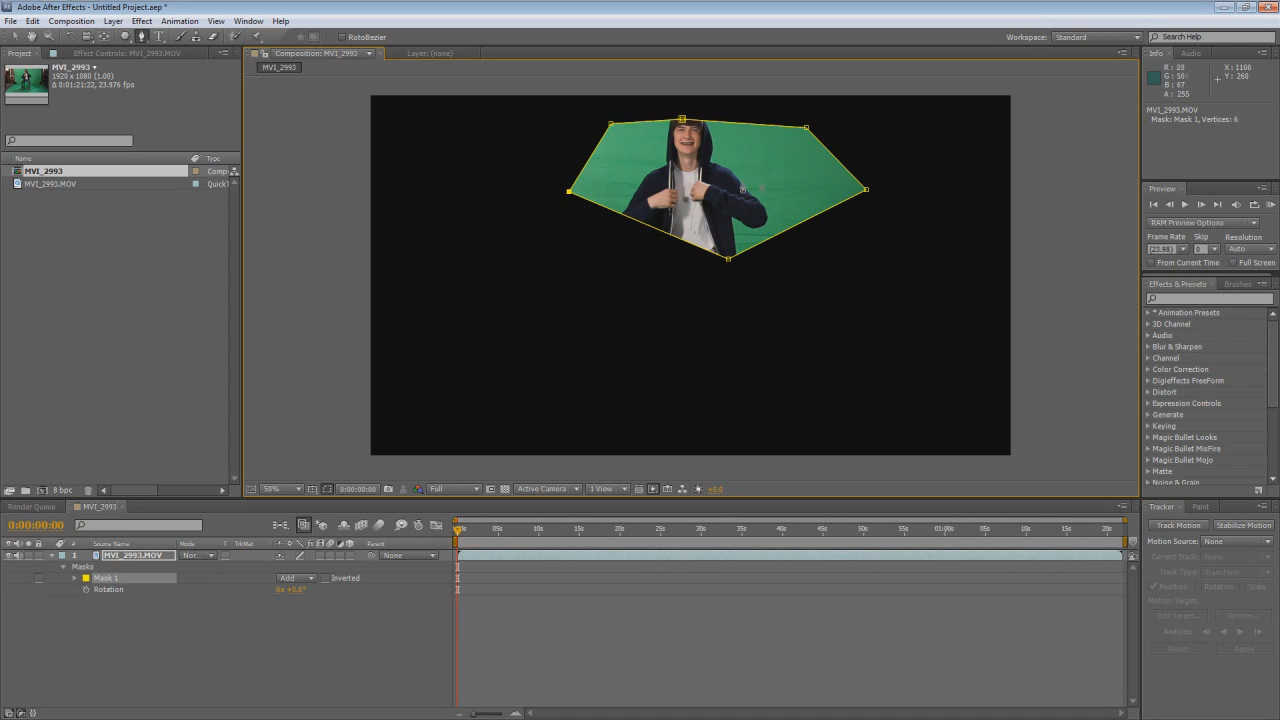 Adobe After Effects - Untitled Project.aep *
File Edit Composition Layer Effect Animation View Window Help
RotoBezier
Workspace: Standard
Search Help
Project
Effect Controls: MVI_2993.MOV
Composition: MVI_2993
Layer: (none)
Info
Audio
MVI_2993
MVI_2993
1920 x 1080 (1.00)
Δ 0:01:21:22, 23.976 fps
R : 23
G : 50
B : 67
A : 255
X : 1106
Y : 260
MVI_2993.MOV
Mask: Mask 1, Vertices: 6
Name
Type
MVI_2993
Comp
MVI_2993.MOV
QuickT
Preview
RAM Preview Options
Frame Rate
Skip
Resolution
(23.98)
0
Auto
From Current Time
Full Screen
Effects & Presets
Brushes
* Animation Presets
3D Channel
Audio
Blur & Sharpen
Channel
Color Correction
Digieffects FreeForm
Distort
Expression Controls
Generate
Keying
Magic Bullet Looks
Magic Bullet MisFire
Magic Bullet Mojo
Matte
Noise & Grain
8 bpc
50%
0:00:00:00
Full
Active Camera
1 View
+0.0
Render Queue
MVI_2993
0:00:00:00
05s 10s 15s 20s 25s 30s 35s 40s 45s 50s 55s 01:00s 05s 10s 15s 20s
#
Source Name
Mode
T
TrkMat
Parent
1
MVI_2993.MOV
Nor...
None
Masks
Mask 1
Add
Inverted
Rotation
0x +0.0°
Tracker
Paint
Track Motion
Stabilize Motion
Motion Source:
None
Current Track:
None
Track Type:
Transform
Position
Rotation
Scale
Motion Target:
Edit Target...
Options...
Analyze:
Reset
Apply